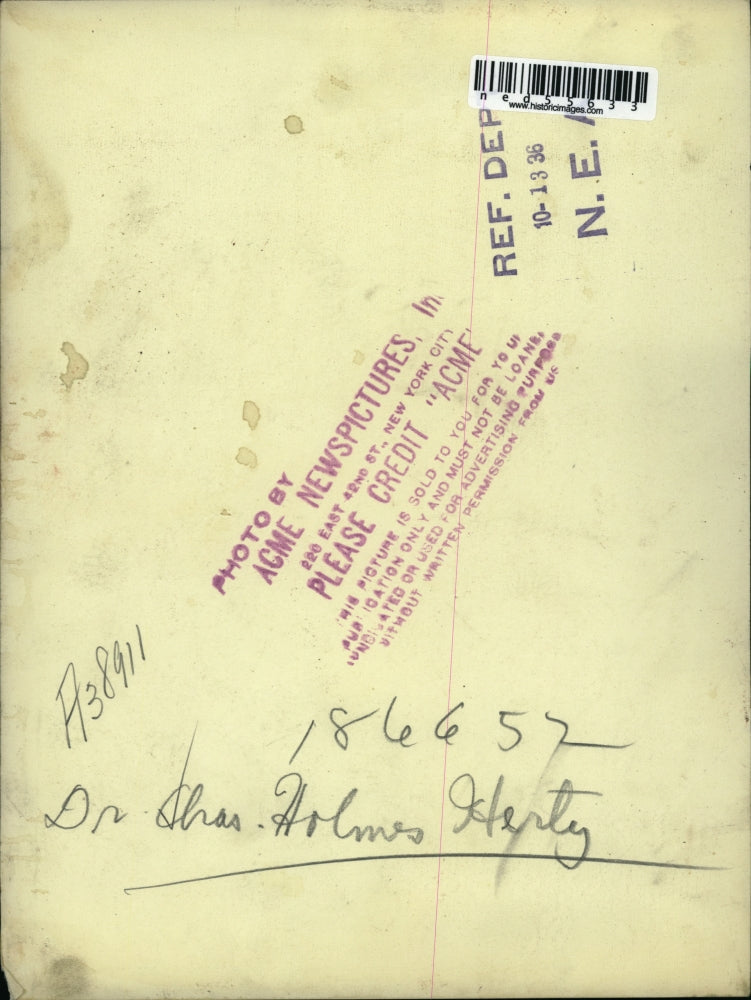 ned55633
www.historicimages.com
REF. DEP
10-13 36
N. E. A
PHOTO BY
ACME NEWSPICTURES, In
220 EAST 42ND ST., NEW YORK CITY
PLEASE CREDIT "ACME"
THIS PICTURE IS SOLD TO YOU FOR YOUR
PUBLICATION ONLY AND MUST NOT BE LOANED
SYNDICATED OR USED FOR ADVERTISING PURPOSES
WITHOUT WRITTEN PERMISSION FROM US
A38911
186652
Dr. Chas. Holmes Herty